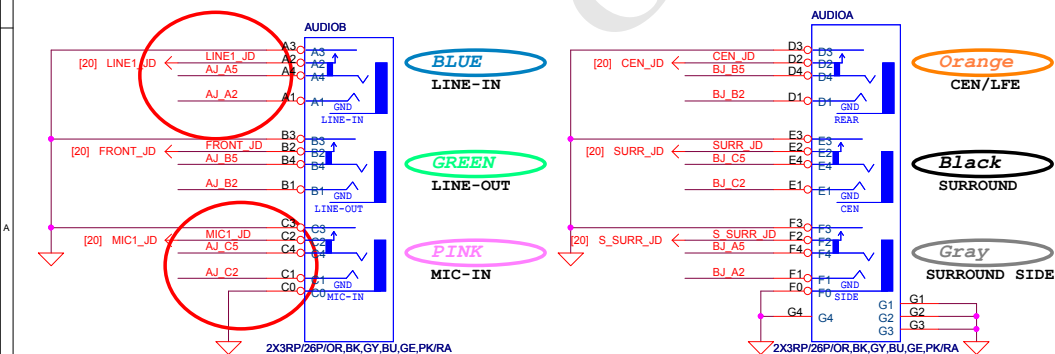 AUDIOB
A3 A3
[20] LINE1_JD LINE1_JD A2 A2
AJ_A5 A4 A4
AJ_A2 A1 A1
GND
LINE-IN
BLUE
LINE-IN
B3 B3
[20] FRONT_JD FRONT_JD B2 B2
AJ_B5 B4 B4
AJ_B2 B1 B1
GND
LINE-OUT
GREEN
LINE-OUT
C3 C3
[20] MIC1_JD MIC1_JD C2 C2
AJ_C5 C4 C4
AJ_C2 C1 C1
GND
C0 C0 MIC-IN
PINK
MIC-IN
2X3RP/26P/OR,BK,GY,BU,GE,PK/RA
AUDIOA
D3 D3
[20] CEN_JD CEN_JD D2 D2
BJ_B5 D4 D4
BJ_B2 D1 D1
GND
REAR
Orange
CEN/LFE
E3 E3
[20] SURR_JD SURR_JD E2 E2
BJ_C5 E4 E4
BJ_C2 E1 E1
GND
CEN
Black
SURROUND
F3 F3
[20] S_SURR_JD S_SURR_JD F2 F2
BJ_A5 F4 F4
BJ_A2 F1 F1
GND
F0 F0 SIDE
Gray
SURROUND SIDE
G4 G4
G1 G1
G2 G2
G3 G3
2X3RP/26P/OR,BK,GY,BU,GE,PK/RA
A